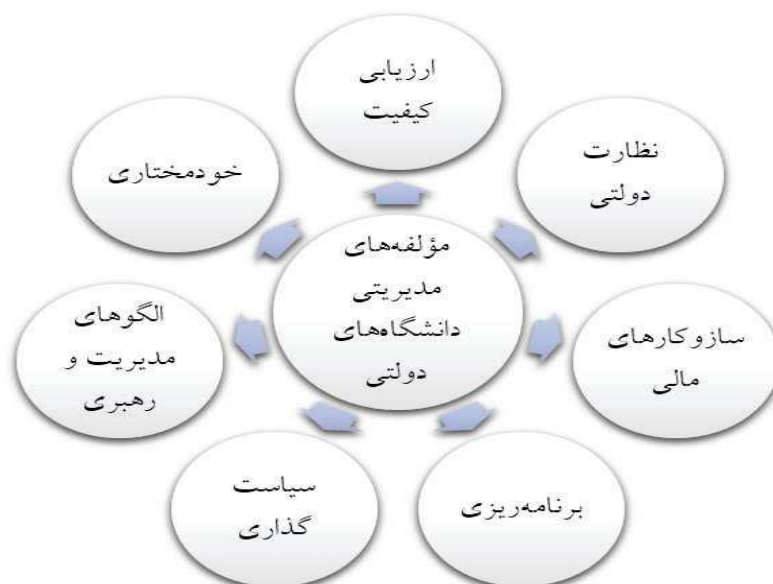 ارزیابی
کیفیت
نظارت
دولتی
خودمختاری
مؤلفه‌های
مدیریتی
دانشگاه‌های
دولتی
سازوکارهای
مالی
الگوهای
مدیریت و
رهبری
برنامه‌ریزی
سیاست
گذاری